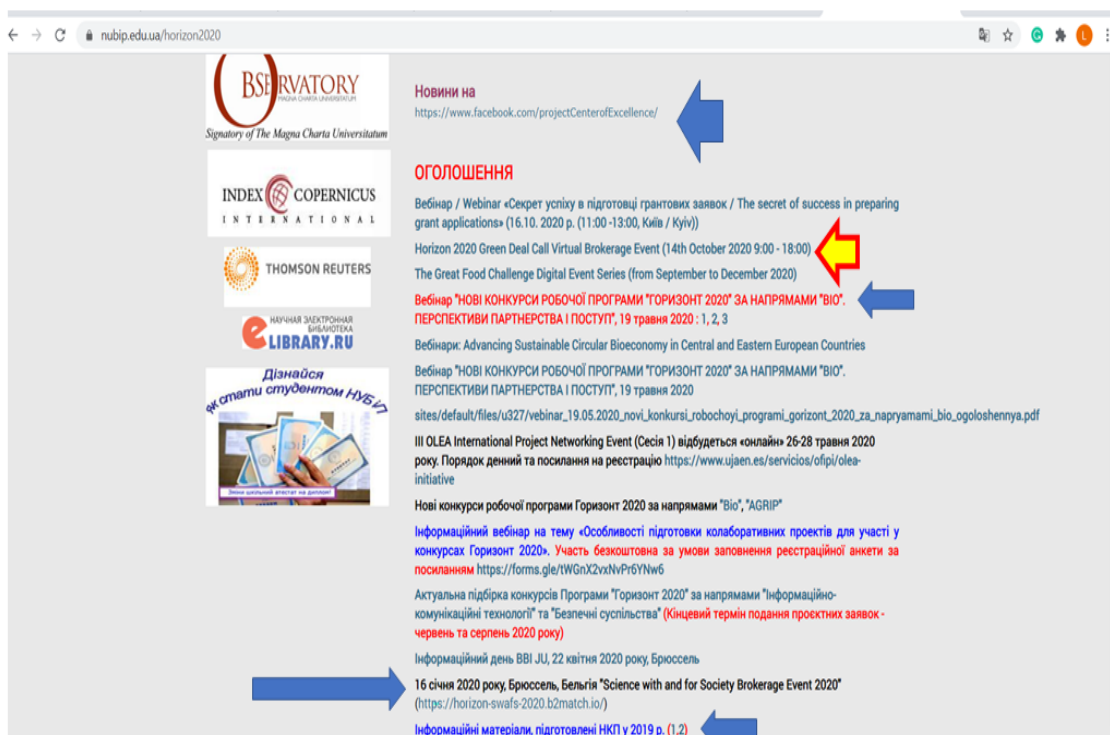 nubip.edu.ua/horizon2020
L
OBSERVATORY
MAGNA CHARTA UNIVERSITATUM
Signatory of The Magna Charta Universitatum
INDEX COPERNICUS
INTERNATIONAL
THOMSON REUTERS
НАУЧНАЯ ЭЛЕКТРОННАЯ
БИБЛИОТЕКА
eLIBRARY.RU
Дізнайся
як стати студентом НУБіП
Зміни шкільний атестат на диплом!
Новини на
https://www.facebook.com/projectCenterofExcellence/
ОГОЛОШЕННЯ
Вебінар / Webinar «Секрет успіху в підготовці грантових заявок / The secret of success in preparing
grant applications» (16.10. 2020 р. (11:00 -13:00, Київ / Kyiv))
Horizon 2020 Green Deal Call Virtual Brokerage Event (14th October 2020 9:00 - 18:00)
The Great Food Challenge Digital Event Series (from September to December 2020)
Вебінар "НОВІ КОНКУРСИ РОБОЧОЇ ПРОГРАМИ "ГОРИЗОНТ 2020" ЗА НАПРЯМАМИ "BIO".
ПЕРСПЕКТИВИ ПАРТНЕРСТВА І ПОСТУП", 19 травня 2020 : 1, 2, 3
Вебінари: Advancing Sustainable Circular Bioeconomy in Central and Eastern European Countries
Вебінар "НОВІ КОНКУРСИ РОБОЧОЇ ПРОГРАМИ "ГОРИЗОНТ 2020" ЗА НАПРЯМАМИ "BIO".
ПЕРСПЕКТИВИ ПАРТНЕРСТВА І ПОСТУП", 19 травня 2020
sites/default/files/u327/vebinar_19.05.2020_novi_konkursi_robochoyi_programi_gorizont_2020_za_napryamami_bio_ogoloshennya.pdf
III OLEA International Project Networking Event (Сесія 1) відбудеться «онлайн» 26-28 травня 2020
року. Порядок денний та посилання на реєстрацію https://www.ujaen.es/servicios/ofipi/olea-
initiative
Нові конкурси робочої програми Горизонт 2020 за напрямами "Bio", "AGRIP"
Інформаційний вебінар на тему «Особливості підготовки колаборативних проектів для участі у
конкурсах Горизонт 2020». Участь безкоштовна за умови заповнення реєстраційної анкети за
посиланням https://forms.gle/tWGnX2vxNvPr6YNw6
Актуальна підбірка конкурсів Програми "Горизонт 2020" за напрямами "Інформаційно-
комунікаційні технології" та "Безпечні суспільства" (Кінцевий термін подання проєктних заявок -
червень та серпень 2020 року)
Інформаційний день BBI JU, 22 квітня 2020 року, Брюссель
16 січня 2020 року, Брюссель, Бельгія "Science with and for Society Brokerage Event 2020"
(https://horizon-swafs-2020.b2match.io/)
Інформаційні матеріали, підготовлені НКП у 2019 р. (1,2)